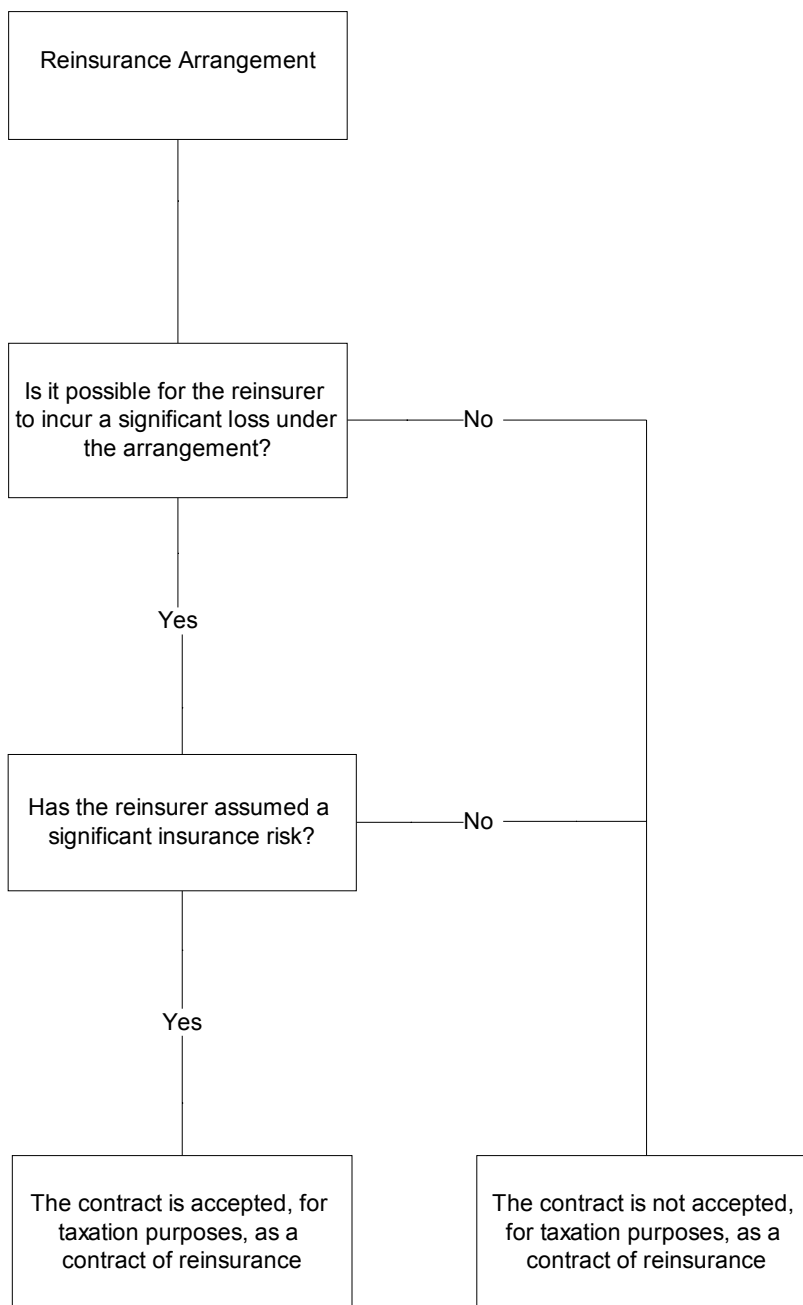 Reinsurance Arrangement
Is it possible for the reinsurer
to incur a significant loss under
the arrangement?
No
Yes
Has the reinsurer assumed a
significant insurance risk?
No
Yes
The contract is accepted, for
taxation purposes, as a
contract of reinsurance
The contract is not accepted,
for taxation purposes, as a
contract of reinsurance